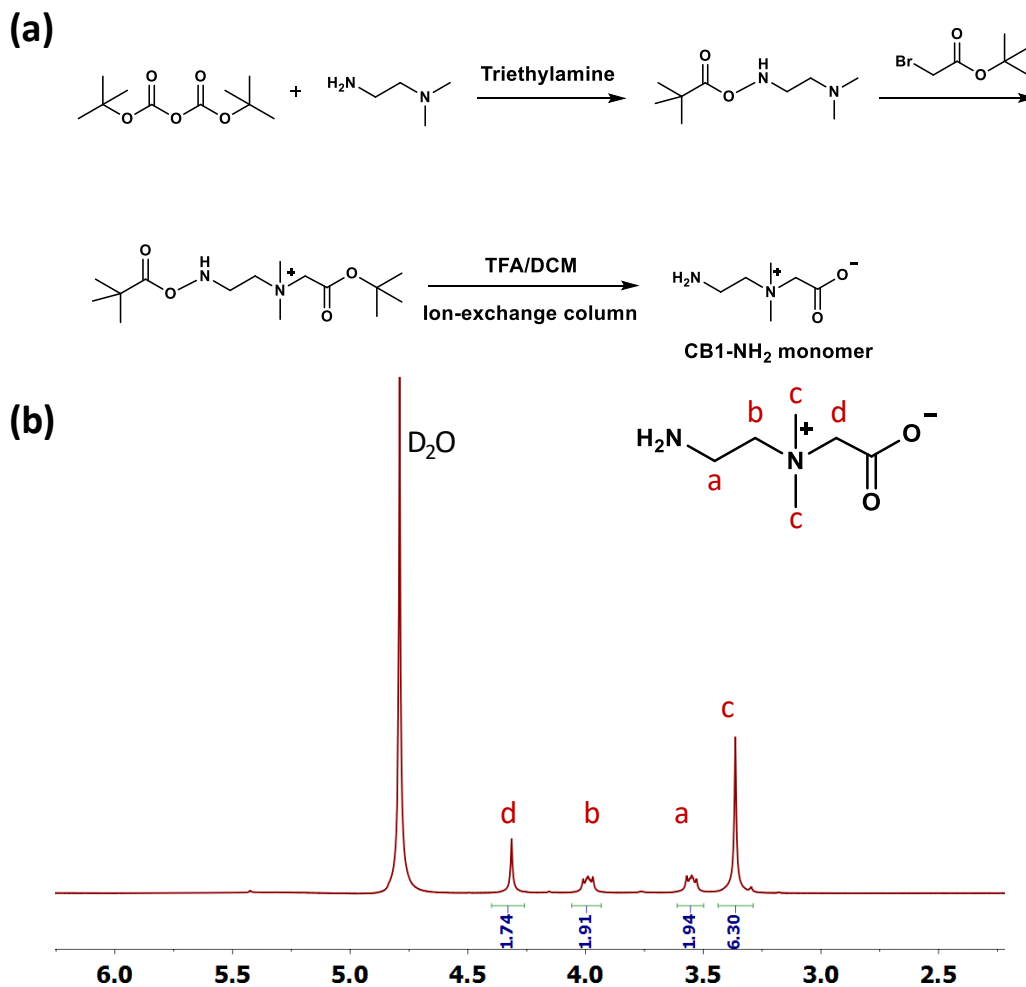 (a)
O O
O O O
+
H2N
N
Triethylamine
O
H
N
O
N
O
Br
O
O
H
N
O
N
+
O
O
TFA/DCM
Ion-exchange column
H2N
N
+
O−
O
CB1-NH2 monomer
(b)
D2O
c
b
d
H2N
+
N
O−
a
O
c
c
d
b
a
1.74
1.91
1.94
6.30
6.0 5.5 5.0 4.5 4.0 3.5 3.0 2.5